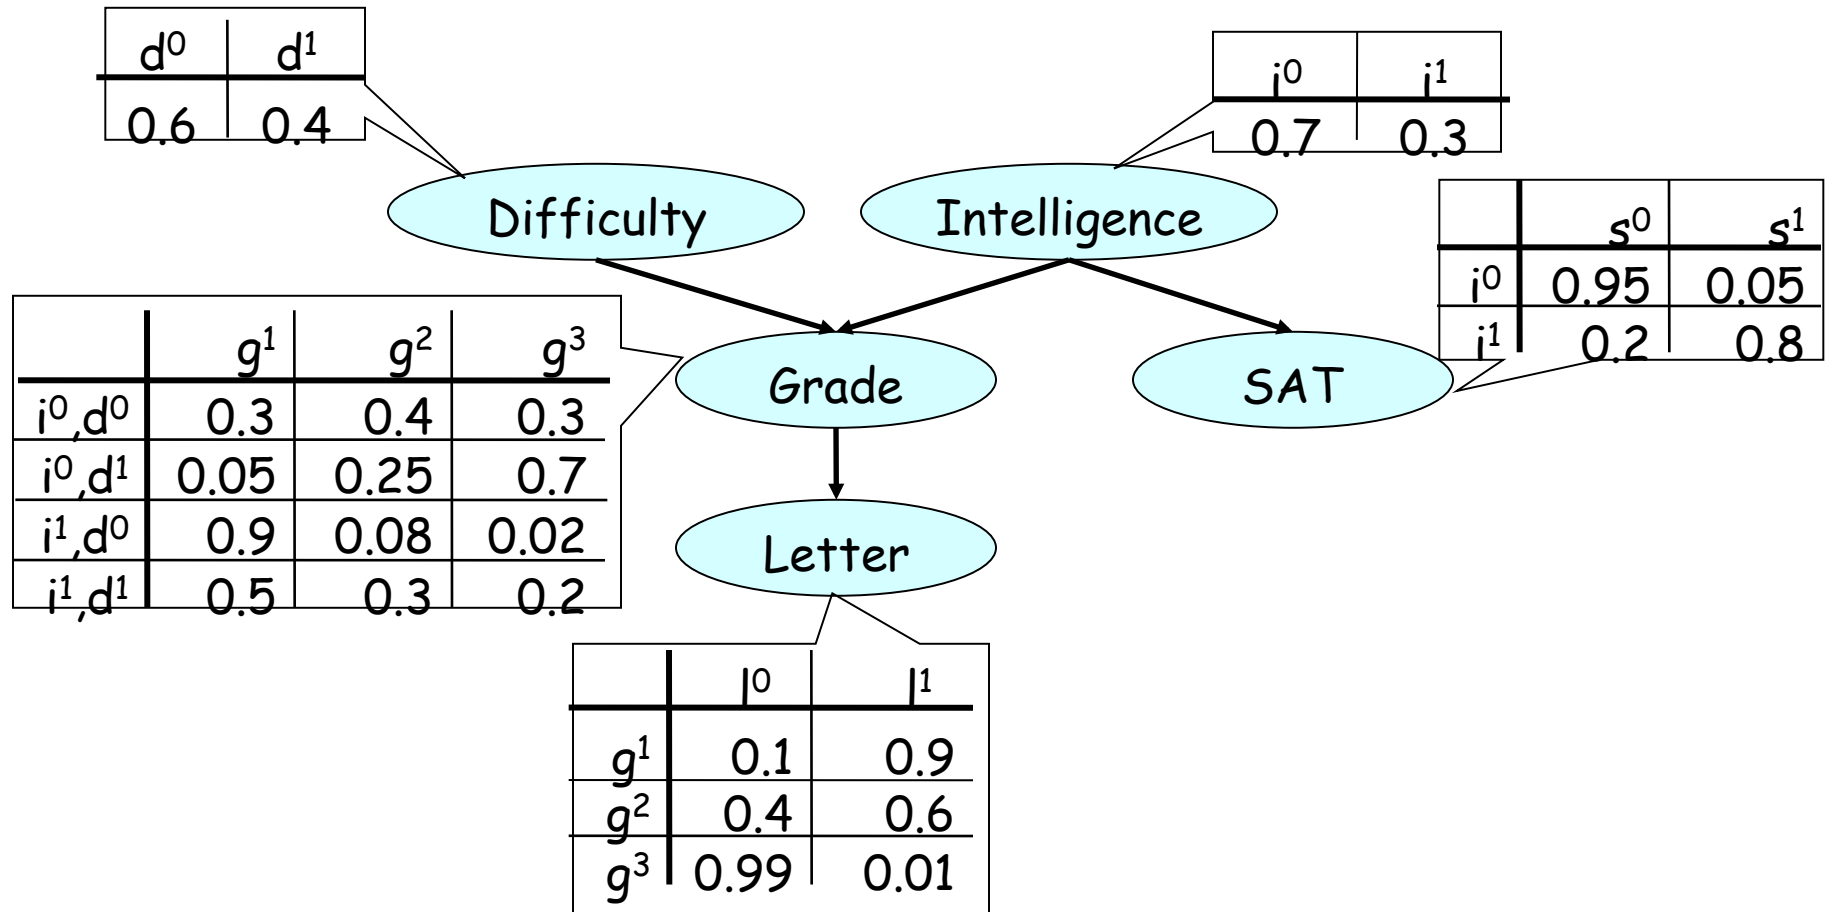 d⁰ d¹
0.6 0.4
i⁰ i¹
0.7 0.3
Difficulty
Intelligence
s⁰ s¹
i⁰ 0.95 0.05
i¹ 0.2 0.8
g¹ g² g³
i⁰,d⁰ 0.3 0.4 0.3
i⁰,d¹ 0.05 0.25 0.7
i¹,d⁰ 0.9 0.08 0.02
i¹,d¹ 0.5 0.3 0.2
Grade
SAT
Letter
l⁰ l¹
g¹ 0.1 0.9
g² 0.4 0.6
g³ 0.99 0.01